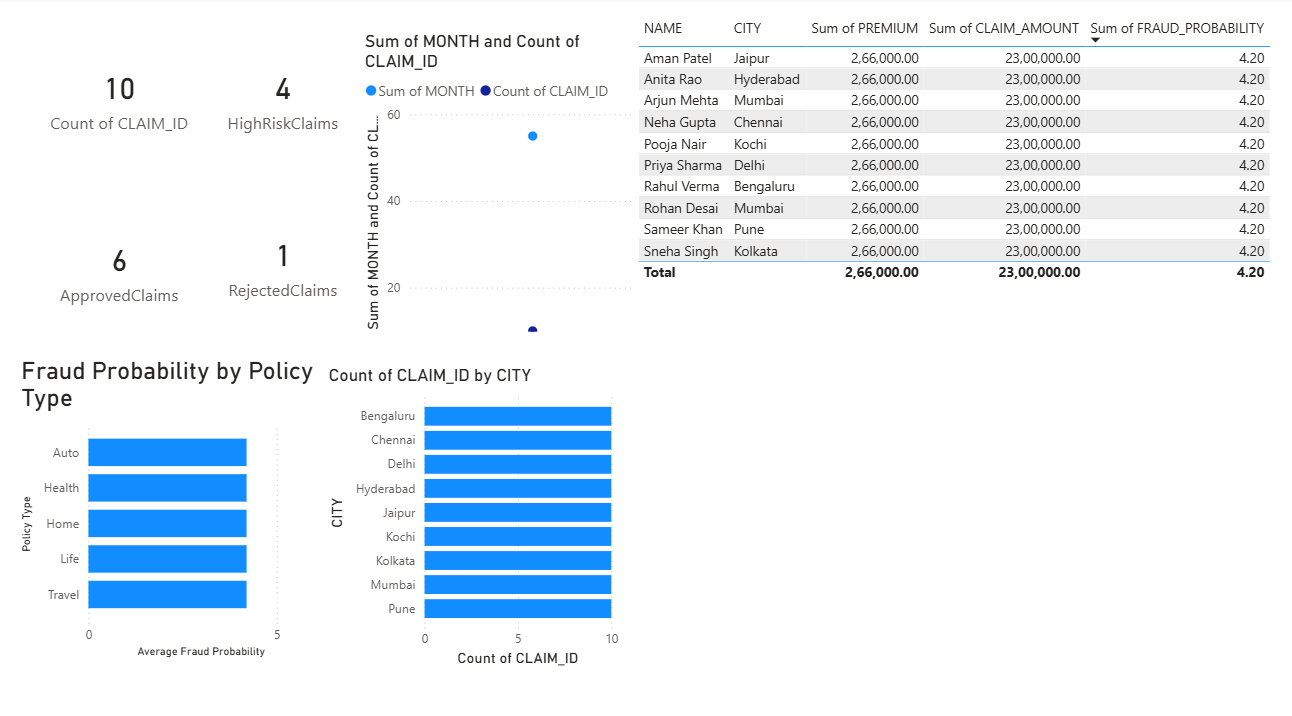 10
Count of CLAIM_ID
4
HighRiskClaims
6
ApprovedClaims
1
RejectedClaims
Sum of MONTH and Count of
CLAIM_ID
Sum of MONTH Count of CLAIM_ID
Sum of MONTH and Count of CL...
60
40
20
NAME CITY Sum of PREMIUM Sum of CLAIM_AMOUNT Sum of FRAUD_PROBABILITY
Aman Patel Jaipur 2,66,000.00 23,00,000.00 4.20
Anita Rao Hyderabad 2,66,000.00 23,00,000.00 4.20
Arjun Mehta Mumbai 2,66,000.00 23,00,000.00 4.20
Neha Gupta Chennai 2,66,000.00 23,00,000.00 4.20
Pooja Nair Kochi 2,66,000.00 23,00,000.00 4.20
Priya Sharma Delhi 2,66,000.00 23,00,000.00 4.20
Rahul Verma Bengaluru 2,66,000.00 23,00,000.00 4.20
Rohan Desai Mumbai 2,66,000.00 23,00,000.00 4.20
Sameer Khan Pune 2,66,000.00 23,00,000.00 4.20
Sneha Singh Kolkata 2,66,000.00 23,00,000.00 4.20
Total 2,66,000.00 23,00,000.00 4.20
Fraud Probability by Policy
Type
Policy Type
Auto
Health
Home
Life
Travel
0 5
Average Fraud Probability
Count of CLAIM_ID by CITY
CITY
Bengaluru
Chennai
Delhi
Hyderabad
Jaipur
Kochi
Kolkata
Mumbai
Pune
0 5 10
Count of CLAIM_ID